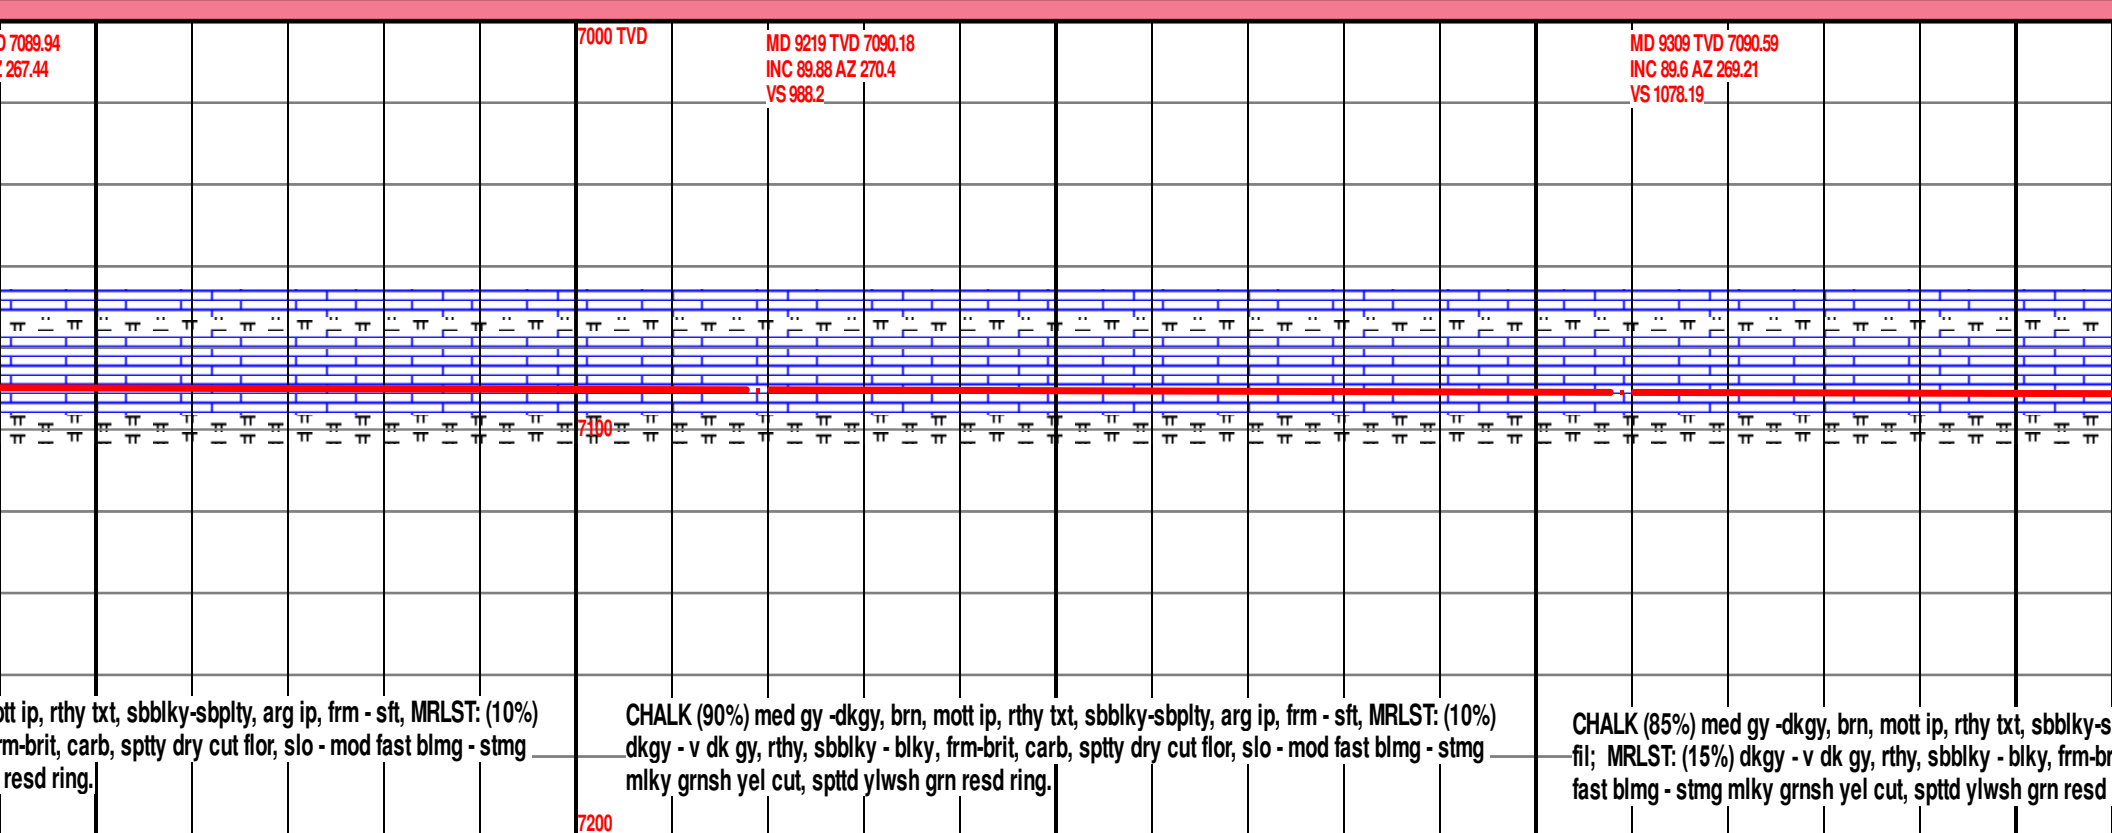 7089.94
267.44
7000 TVD
MD 9219 TVD 7090.18
INC 89.88 AZ 270.4
VS 988.2
MD 9309 TVD 7090.59
INC 89.6 AZ 269.21
VS 1078.19
7100
ip, rthy txt, sbblky-sbplty, arg ip, frm - sft, MRLST: (10%)
rm-brit, carb, sptty dry cut flor, slo - mod fast blmg - stmg
resd ring.
CHALK (90%) med gy -dkgy, brn, mott ip, rthy txt, sbblky-sbplty, arg ip, frm - sft, MRLST: (10%)
dkgy - v dk gy, rthy, sbblky - blky, frm-brit, carb, sptty dry cut flor, slo - mod fast blmg - stmg
mlky grnsh yel cut, spttd ylwsh grn resd ring.
CHALK (85%) med gy -dkgy, brn, mott ip, rthy txt, sbblky-s
fil; MRLST: (15%) dkgy - v dk gy, rthy, sbblky - blky, frm-br
fast blmg - stmg mlky grnsh yel cut, spttd ylwsh grn resd
7200